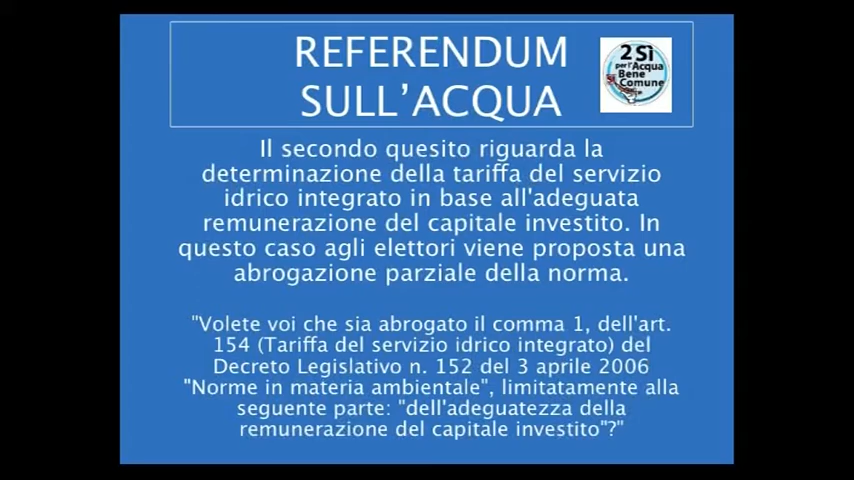 REFERENDUM
SULL'ACQUA
2 Sì
per l'Acqua
Bene
Comune
Il secondo quesito riguarda la
determinazione della tariffa del servizio
idrico integrato in base all'adeguata
remunerazione del capitale investito. In
questo caso agli elettori viene proposta una
abrogazione parziale della norma.
"Volete voi che sia abrogato il comma 1, dell'art.
154 (Tariffa del servizio idrico integrato) del
Decreto Legislativo n. 152 del 3 aprile 2006
"Norme in materia ambientale", limitatamente alla
seguente parte: "dell'adeguatezza della
remunerazione del capitale investito"?"